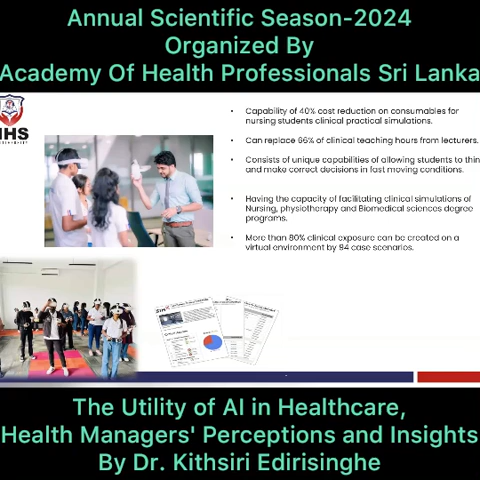 Annual Scientific Season-2024
Organized By
Academy Of Health Professionals Sri Lanka
Capability of 40% cost reduction on consumables for
nursing students clinical practical simulations.
Can replace 66% of clinical teaching hours from lecturers.
Consists of unique capabilities of allowing students to thin
and make correct decisions in fast moving conditions.
Having the capacity of facilitating clinical simulations of
Nursing, physiotherapy and Biomedical sciences degree
programs.
More than 80% clinical exposure can be created on a
virtual environment by 94 case scenarios.
The Utility of AI in Healthcare,
Health Managers' Perceptions and Insights
By Dr. Kithsiri Edirisinghe